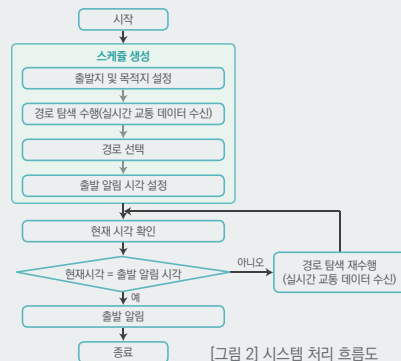 시작
스케줄 생성
출발지 및 목적지 설정
경로 탐색 수행(실시간 교통 데이터 수신)
경로 선택
출발 알림 시각 설정
현재 시각 확인
현재시각 = 출발 알림 시각
아니오
경로 탐색 재수행
(실시간 교통 데이터 수신)
예
출발 알림
종료
[그림 2] 시스템 처리 흐름도